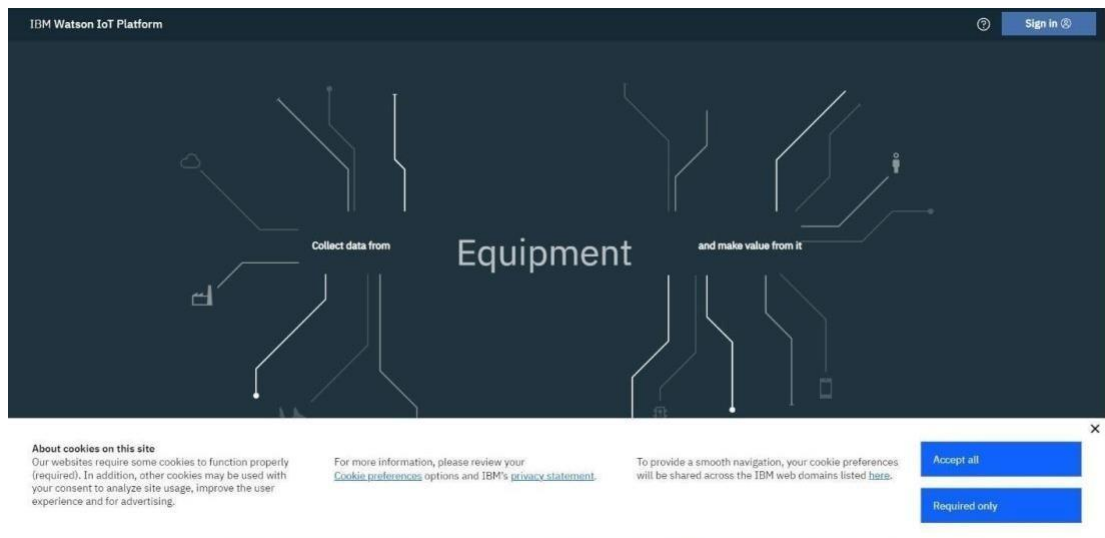 IBM Watson IoT Platform
Sign in
Collect data from
Equipment
and make value from it
About cookies on this site
Our websites require some cookies to function properly
(required). In addition, other cookies may be used with
your consent to analyze site usage, improve the user
experience and for advertising.
For more information, please review your
Cookie preferences options and IBM's privacy statement.
To provide a smooth navigation, your cookie preferences
will be shared across the IBM web domains listed here.
Accept all
Required only